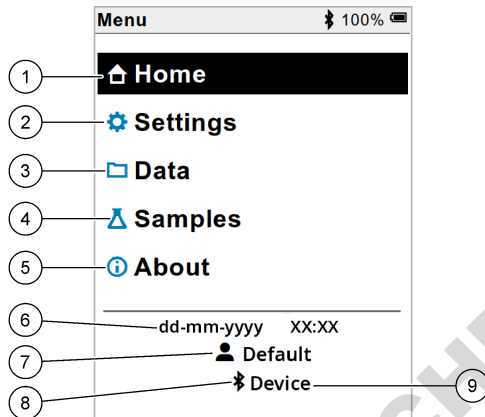 Menu 100%
1 Home
2 Settings
3 Data
4 Samples
5 About
6 dd-mm-yyyy XX:XX
7 Default
8 Device 9